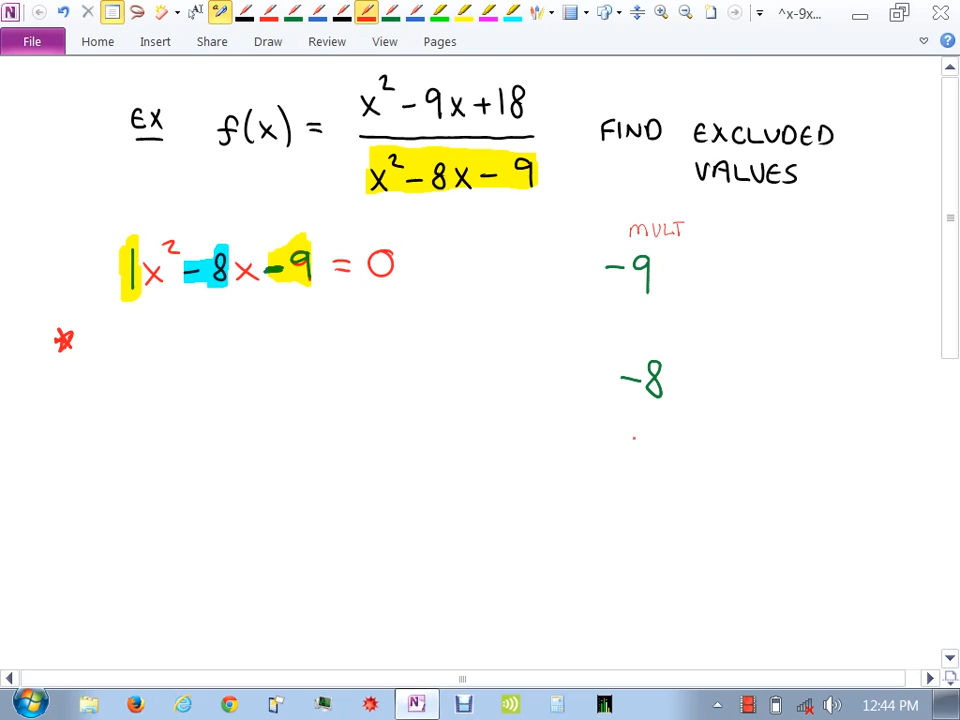 ^x-9x...
File Home Insert Share Draw Review View Pages
EX f(x) = x² - 9x + 18 / x² - 8x - 9 FIND EXCLUDED VALUES
MULT
1x² - 8x - 9 = 0
-9
-8
12:44 PM